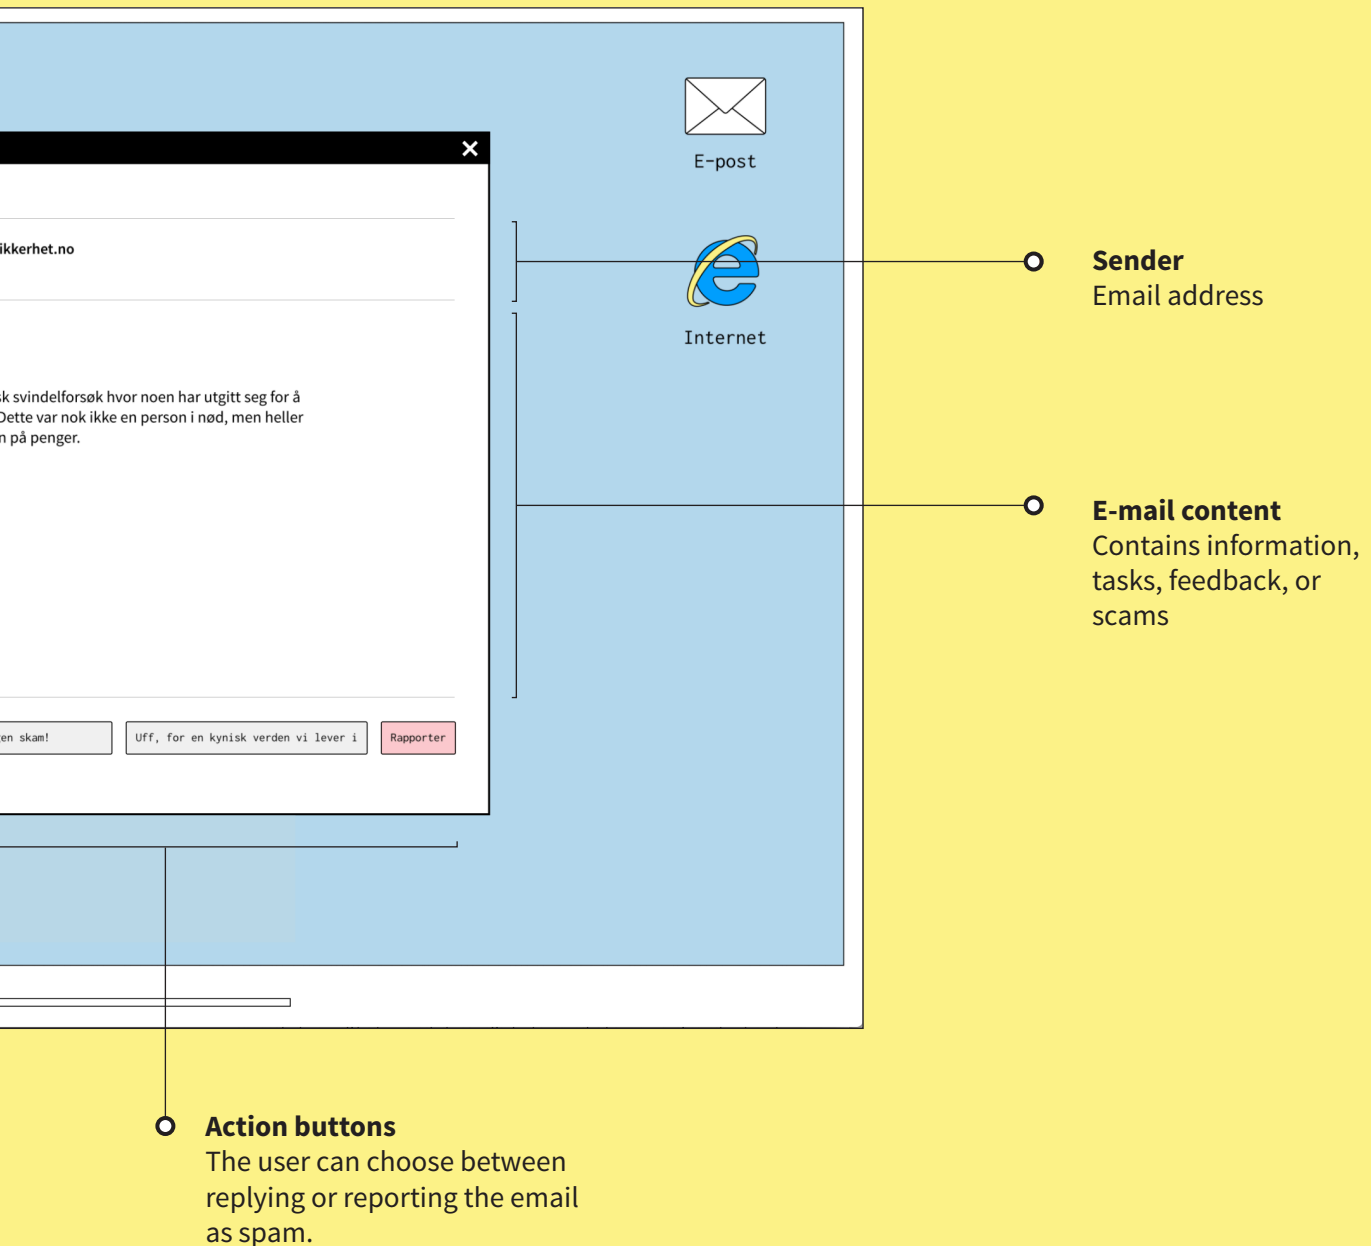 E-post
ikkerhet.no
Sender
Email address
Internet
sk svindelforsøk hvor noen har utgitt seg for å
Dette var nok ikke en person i nød, men heller
n på penger.
E-mail content
Contains information,
tasks, feedback, or
scams
en skam!
Uff, for en kynisk verden vi lever i
Rapporter
Action buttons
The user can choose between
replying or reporting the email
as spam.